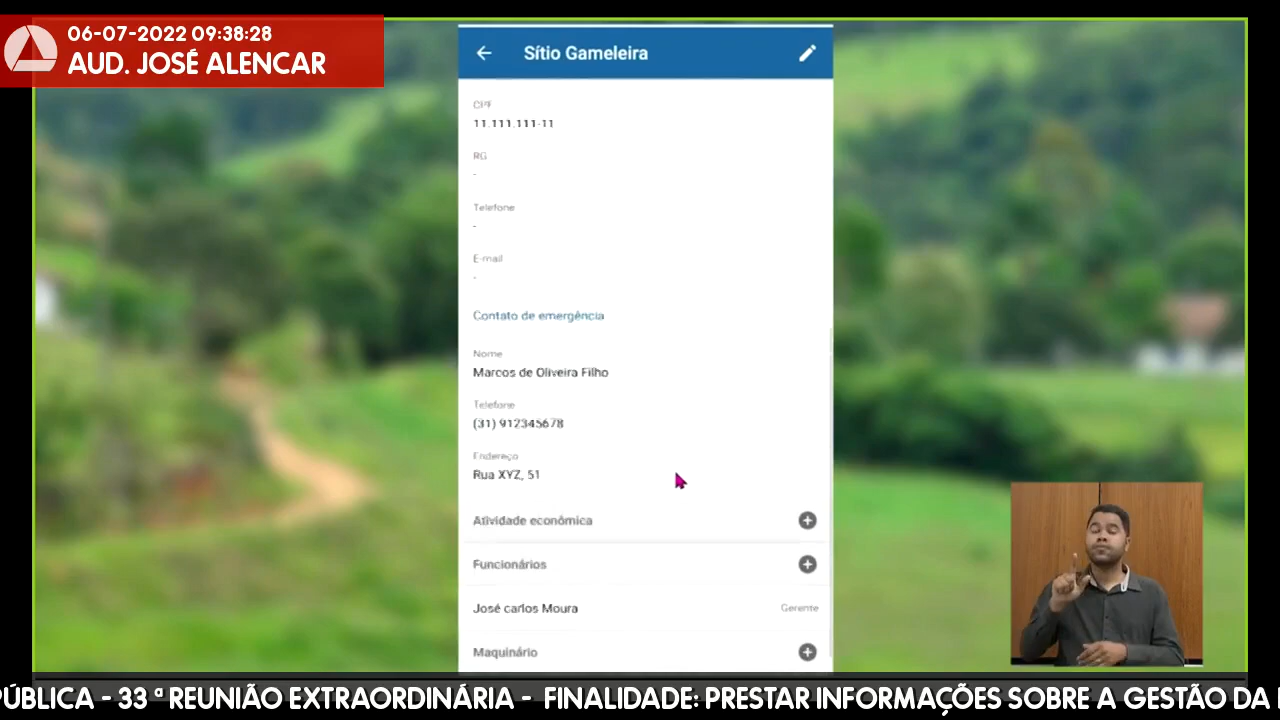 06-07-2022 09:38:28
AUD. JOSÉ ALENCAR
Sítio Gameleira
CPF
11.111.111-11
RG
-
Telefone
-
E-mail
-
Contato de emergência
Nome
Marcos de Oliveira Filho
Telefone
(31) 912345678
Endereço
Rua XYZ, 51
Atividade econômica
Funcionários
José carlos Moura
Gerente
Maquinário
PÚBLICA - 33 ª REUNIÃO EXTRAORDINÁRIA - FINALIDADE: PRESTAR INFORMAÇÕES SOBRE A GESTÃO DA